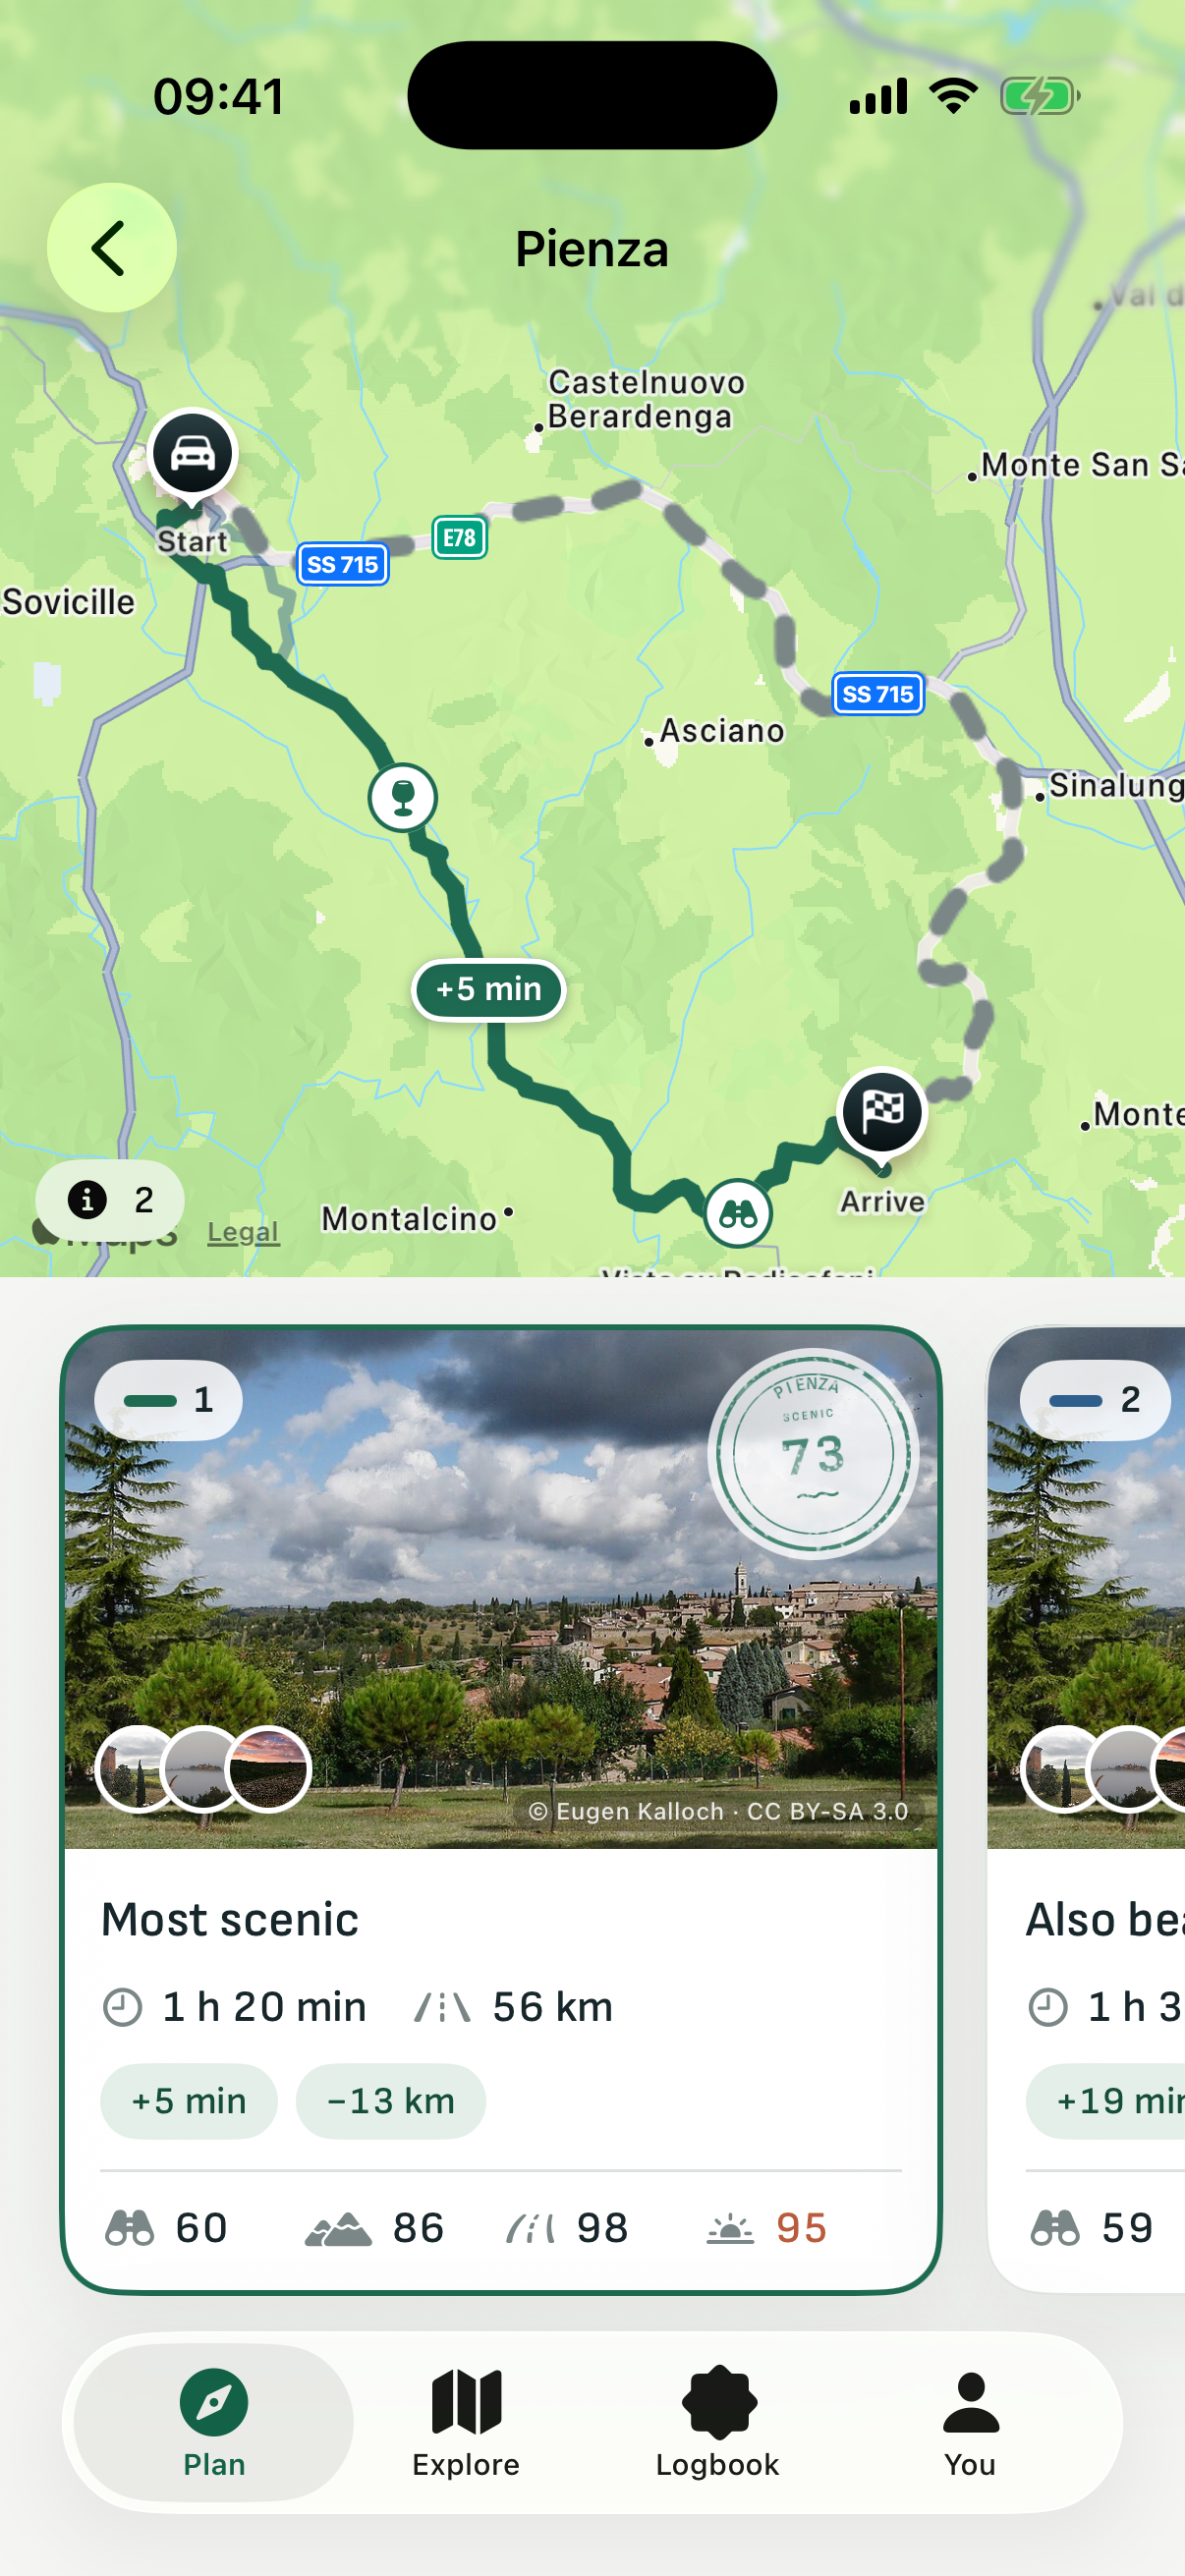 09:41
Pienza
Val d
Castelnuovo
Berardenga
Monte San Sa
Start
SS 715
E78
Sovicille
SS 715
Asciano
Sinalung
+5 min
Monte
2
Maps
Legal
Montalcino
Arrive
1
PIENZA
SCENIC
73
2
© Eugen Kalloch · CC BY-SA 3.0
Most scenic
Also bea
1 h 20 min
56 km
1 h 3
+5 min
−13 km
+19 min
60
86
98
95
59
Plan
Explore
Logbook
You